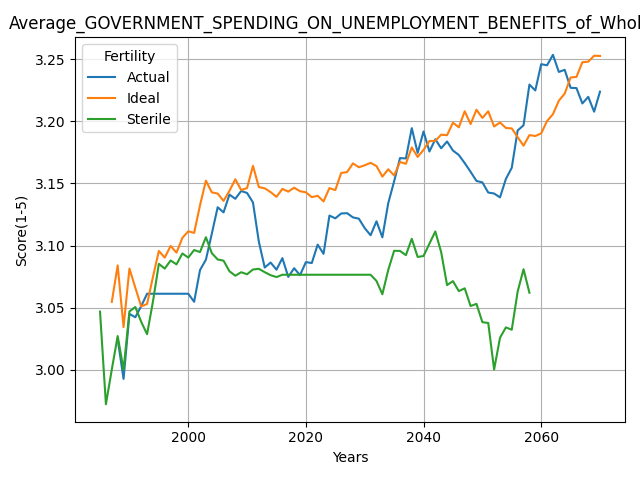 Average_GOVERNMENT_SPENDING_ON_UNEMPLOYMENT_BENEFITS_of_Whol
Fertility
Actual
Ideal
Sterile
Score(1-5)
3.25
3.20
3.15
3.10
3.05
3.00
2000
2020
2040
2060
Years